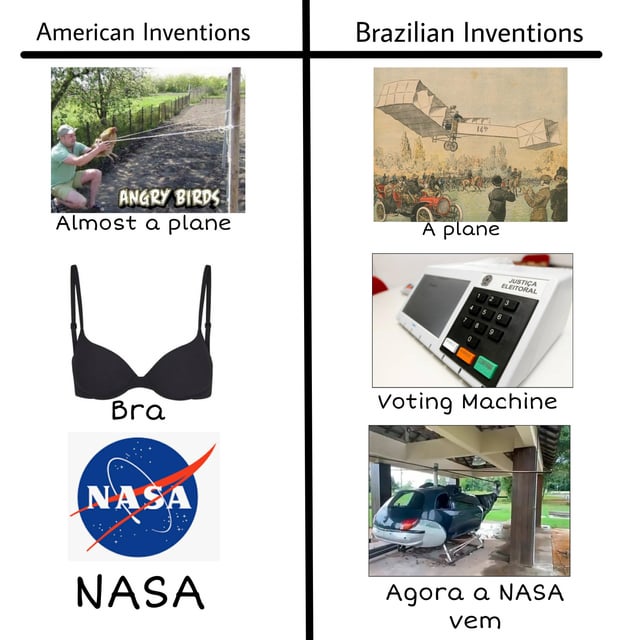 American Inventions
Brazilian Inventions
ANGRY BIRDS
Almost a plane
A plane
JUSTIÇA
ELEITORAL
1 2 3
4 5 6
7 8 9
0
Bra
Voting Machine
NASA
NASA
Agora a NASA
vem